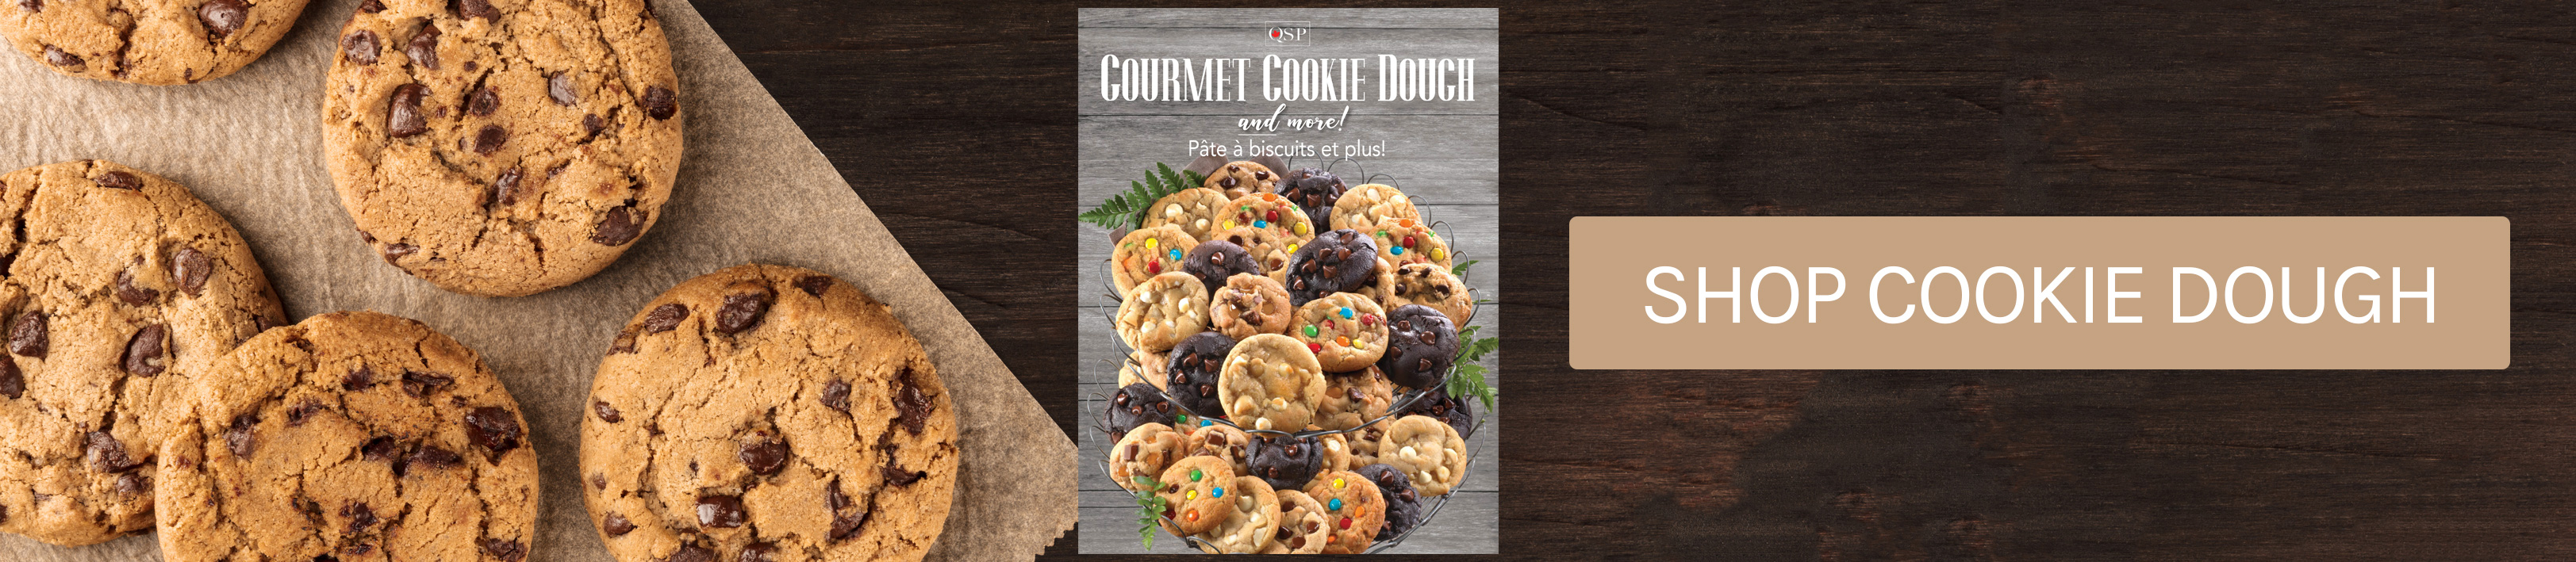 QSP
GOURMET COOKIE DOUGH
and more!
Pâte à biscuits et plus!
SHOP COOKIE DOUGH